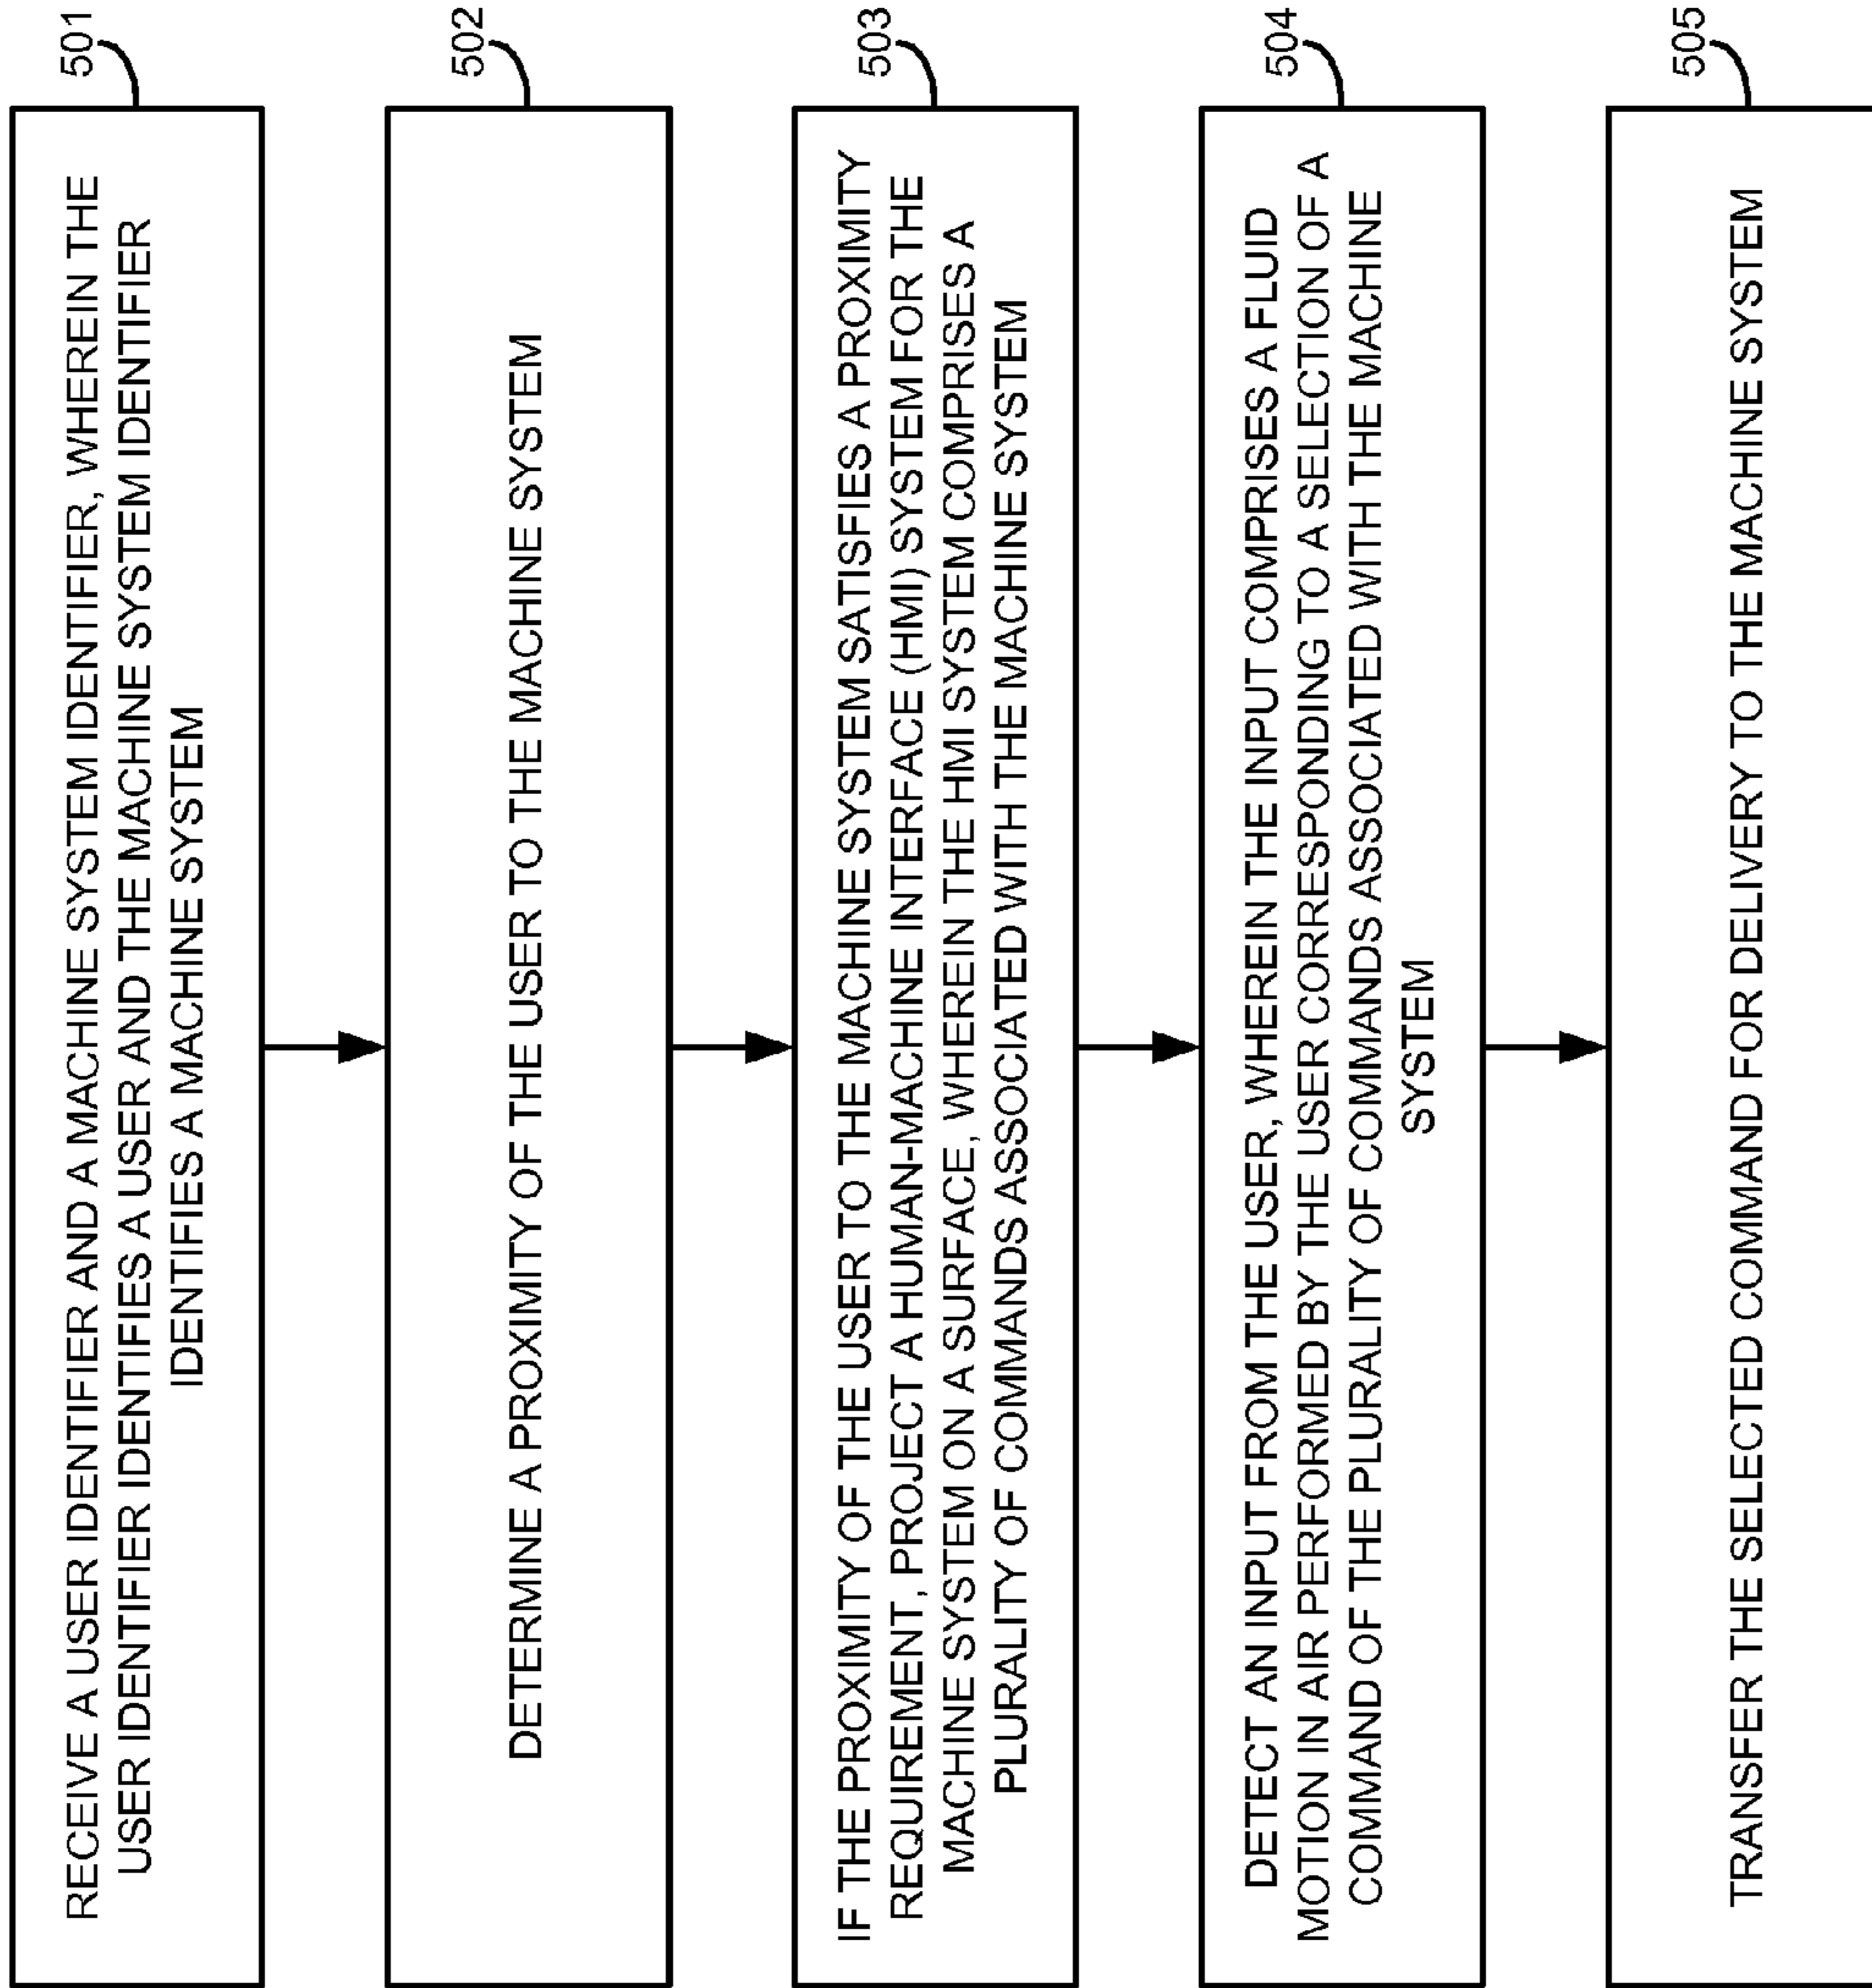 501
RECEIVE A USER IDENTIFIER AND A MACHINE SYSTEM IDENTIFIER, WHEREIN THE
USER IDENTIFIER IDENTIFIES A USER AND THE MACHINE SYSTEM IDENTIFIER
IDENTIFIES A MACHINE SYSTEM
502
DETERMINE A PROXIMITY OF THE USER TO THE MACHINE SYSTEM
503
IF THE PROXIMITY OF THE USER TO THE MACHINE SYSTEM SATISFIES A PROXIMITY
REQUIREMENT, PROJECT A HUMAN-MACHINE INTERFACE (HMI) SYSTEM FOR THE
MACHINE SYSTEM ON A SURFACE, WHEREIN THE HMI SYSTEM COMPRISES A
PLURALITY OF COMMANDS ASSOCIATED WITH THE MACHINE SYSTEM
504
DETECT AN INPUT FROM THE USER, WHEREIN THE INPUT COMPRISES A FLUID
MOTION IN AIR PERFORMED BY THE USER CORRESPONDING TO A SELECTION OF A
COMMAND OF THE PLURALITY OF COMMANDS ASSOCIATED WITH THE MACHINE
SYSTEM
505
TRANSFER THE SELECTED COMMAND FOR DELIVERY TO THE MACHINE SYSTEM